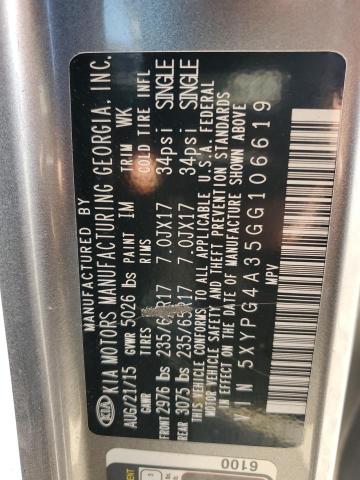 MANUFACTURED BY
KIA KIA MOTORS MANUFACTURING GEORGIA, INC.
AUG/21/15 GVWR 5026 lbs PAINT IM TRIM WK
GAWR TIRES RIMS COLD TIRE INFL
FRONT 2976 lbs 235/65R17 7.0JX17 34psi SINGLE
REAR 3075 lbs 235/65R17 7.0JX17 34psi SINGLE
THIS VEHICLE CONFORMS TO ALL APPLICABLE U.S.A. FEDERAL
MOTOR VEHICLE SAFETY AND THEFT PREVENTION STANDARDS
IN EFFECT ON THE DATE OF MANUFACTURE SHOWN ABOVE
VIN 5XYPG4A35GG106619
MPV
6100